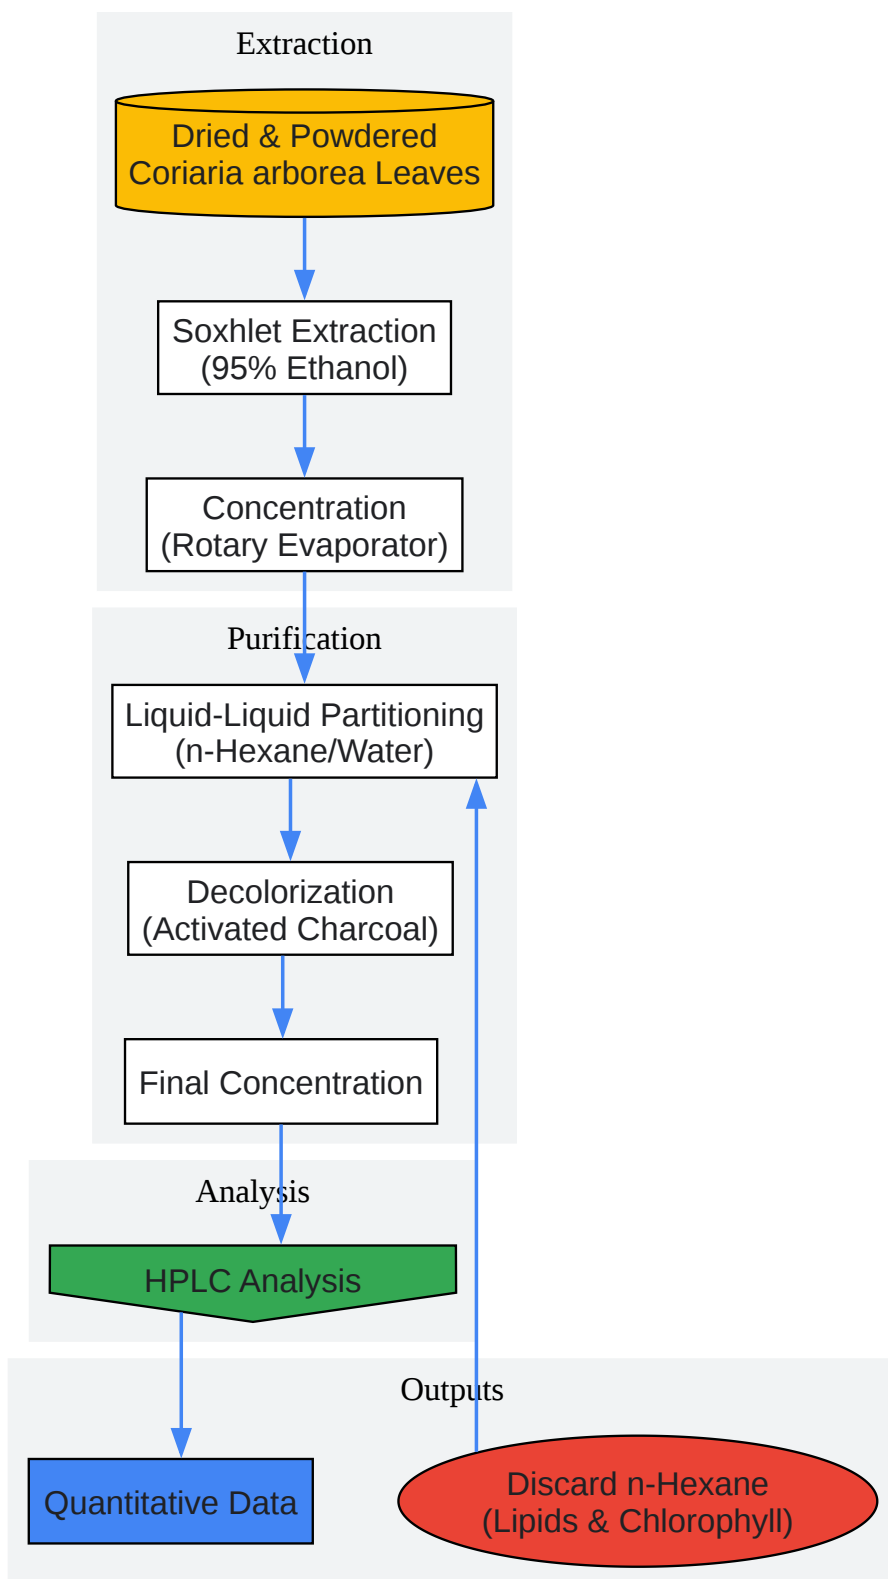 Extraction
Dried & Powdered
Coriaria arborea Leaves
Soxhlet Extraction
(95% Ethanol)
Concentration
(Rotary Evaporator)
Purification
Liquid-Liquid Partitioning
(n-Hexane/Water)
Decolorization
(Activated Charcoal)
Final Concentration
Analysis
HPLC Analysis
Outputs
Quantitative Data
Discard n-Hexane
(Lipids & Chlorophyll)